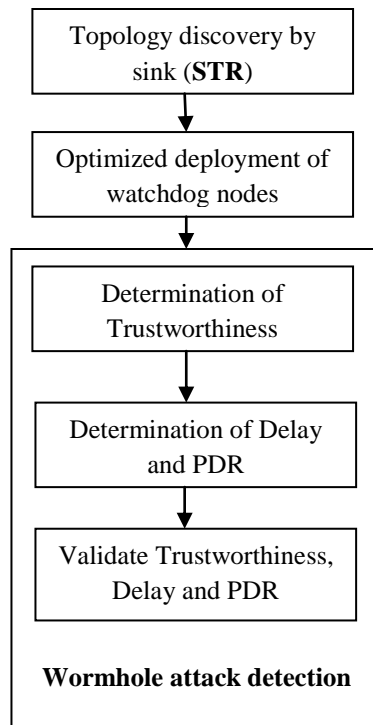 Topology discovery by
sink (STR)
Optimized deployment of
watchdog nodes
Determination of
Trustworthiness
Determination of Delay
and PDR
Validate Trustworthiness,
Delay and PDR
Wormhole attack detection